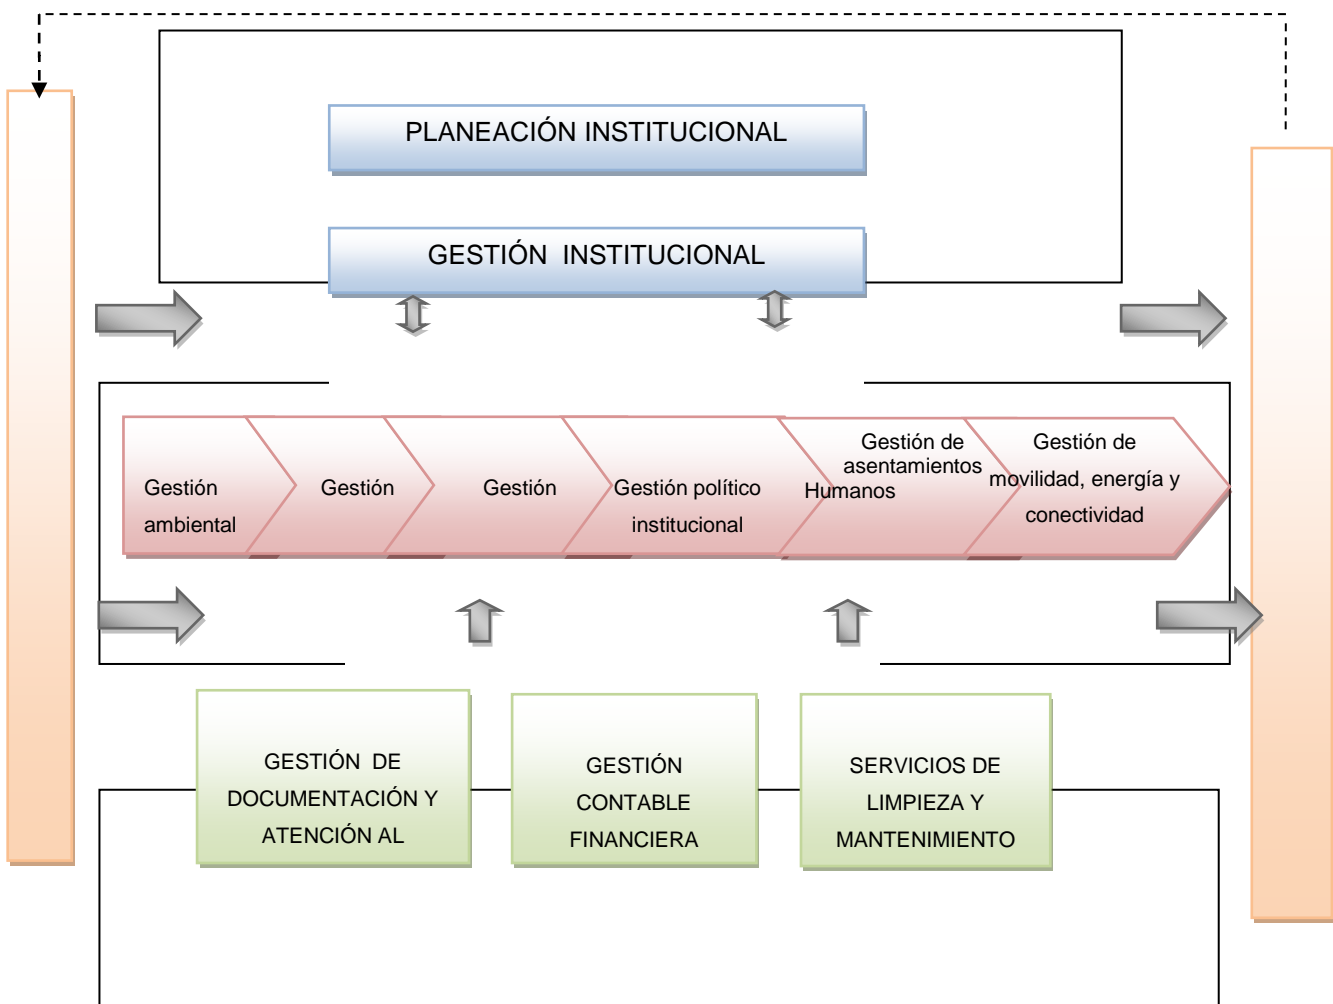 PLANEACIÓN INSTITUCIONAL
GESTIÓN  INSTITUCIONAL
Gestión
ambiental
Gestión
Gestión
Gestión político
institucional
Gestión de
asentamientos
Humanos
Gestión de
movilidad, energía y
conectividad
GESTIÓN  DE
DOCUMENTACIÓN Y
ATENCIÓN AL
GESTIÓN
CONTABLE
FINANCIERA
SERVICIOS DE
LIMPIEZA Y
MANTENIMIENTO